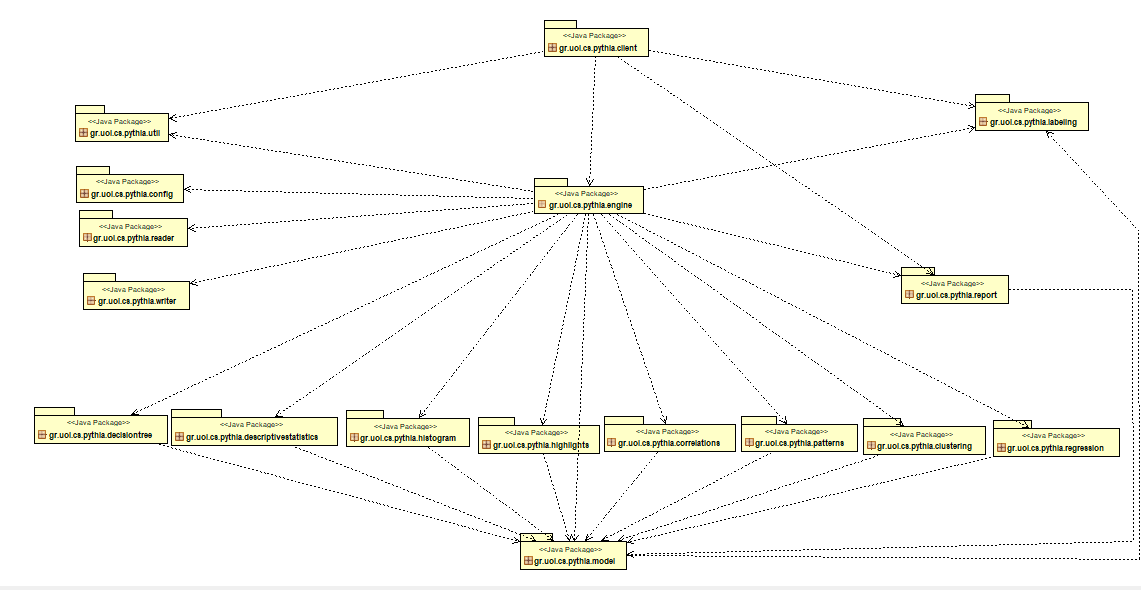 <<Java Package>>
gr.uoi.cs.pythia.client
<<Java Package>>
gr.uoi.cs.pythia.labeling
<<Java Package>>
gr.uoi.cs.pythia.util
<<Java Package>>
gr.uoi.cs.pythia.config
<<Java Package>>
gr.uoi.cs.pythia.engine
<<Java Package>>
gr.uoi.cs.pythia.reader
<<Java Package>>
gr.uoi.cs.pythia.writer
<<Java Package>>
gr.uoi.cs.pythia.report
<<Java Package>>
gr.uoi.cs.pythia.decisiontree
<<Java Package>>
gr.uoi.cs.pythia.descriptivestatistics
<<Java Package>>
gr.uoi.cs.pythia.histogram
<<Java Package>>
gr.uoi.cs.pythia.highlights
<<Java Package>>
gr.uoi.cs.pythia.correlations
<<Java Package>>
gr.uoi.cs.pythia.patterns
<<Java Package>>
gr.uoi.cs.pythia.clustering
<<Java Package>>
gr.uoi.cs.pythia.regression
<<Java Package>>
gr.uoi.cs.pythia.model